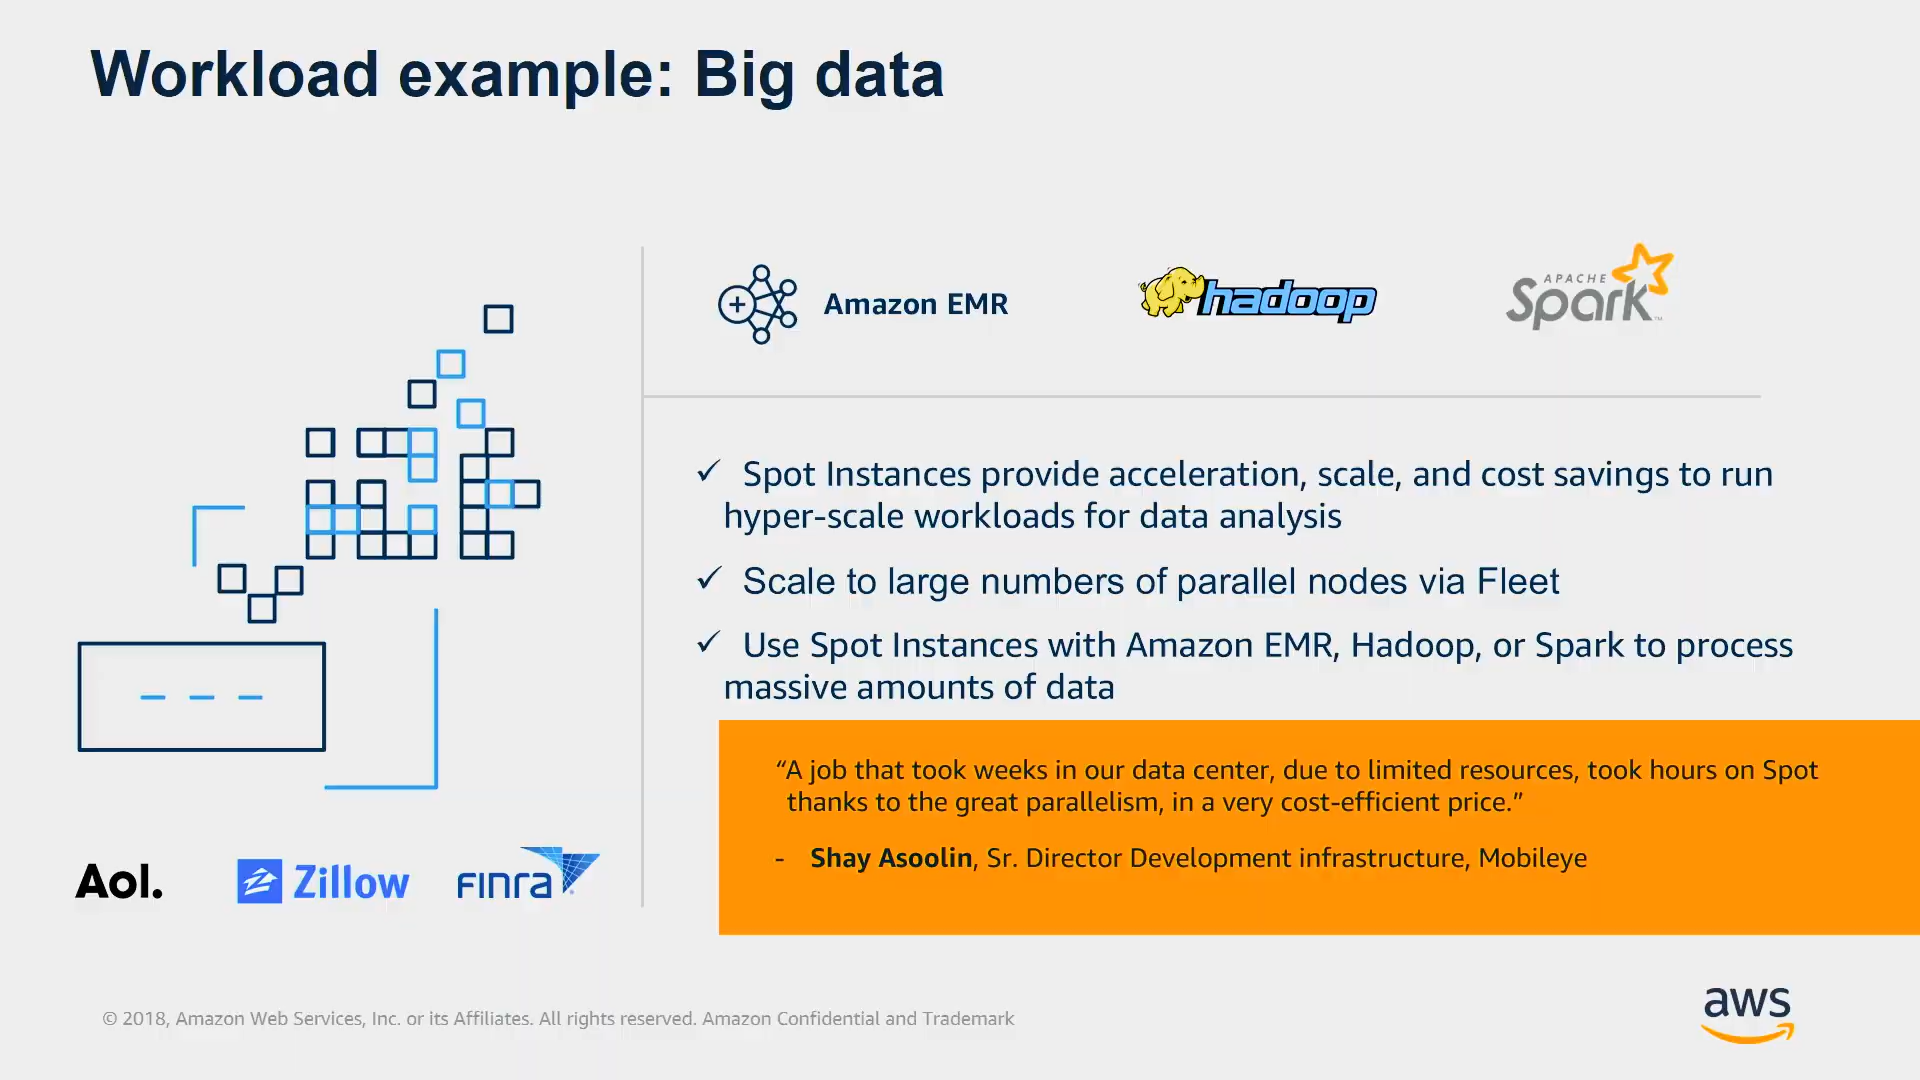 Workload example: Big data
Amazon EMR
hadoop
APACHE
Spark™
✓ Spot Instances provide acceleration, scale, and cost savings to run
hyper-scale workloads for data analysis
✓ Scale to large numbers of parallel nodes via Fleet
✓ Use Spot Instances with Amazon EMR, Hadoop, or Spark to process
massive amounts of data
“A job that took weeks in our data center, due to limited resources, took hours on Spot
thanks to the great parallelism, in a very cost-efficient price.”
- Shay Asoolin, Sr. Director Development infrastructure, Mobileye
Aol.
Zillow
FINRA
© 2018, Amazon Web Services, Inc. or its Affiliates. All rights reserved. Amazon Confidential and Trademark
aws